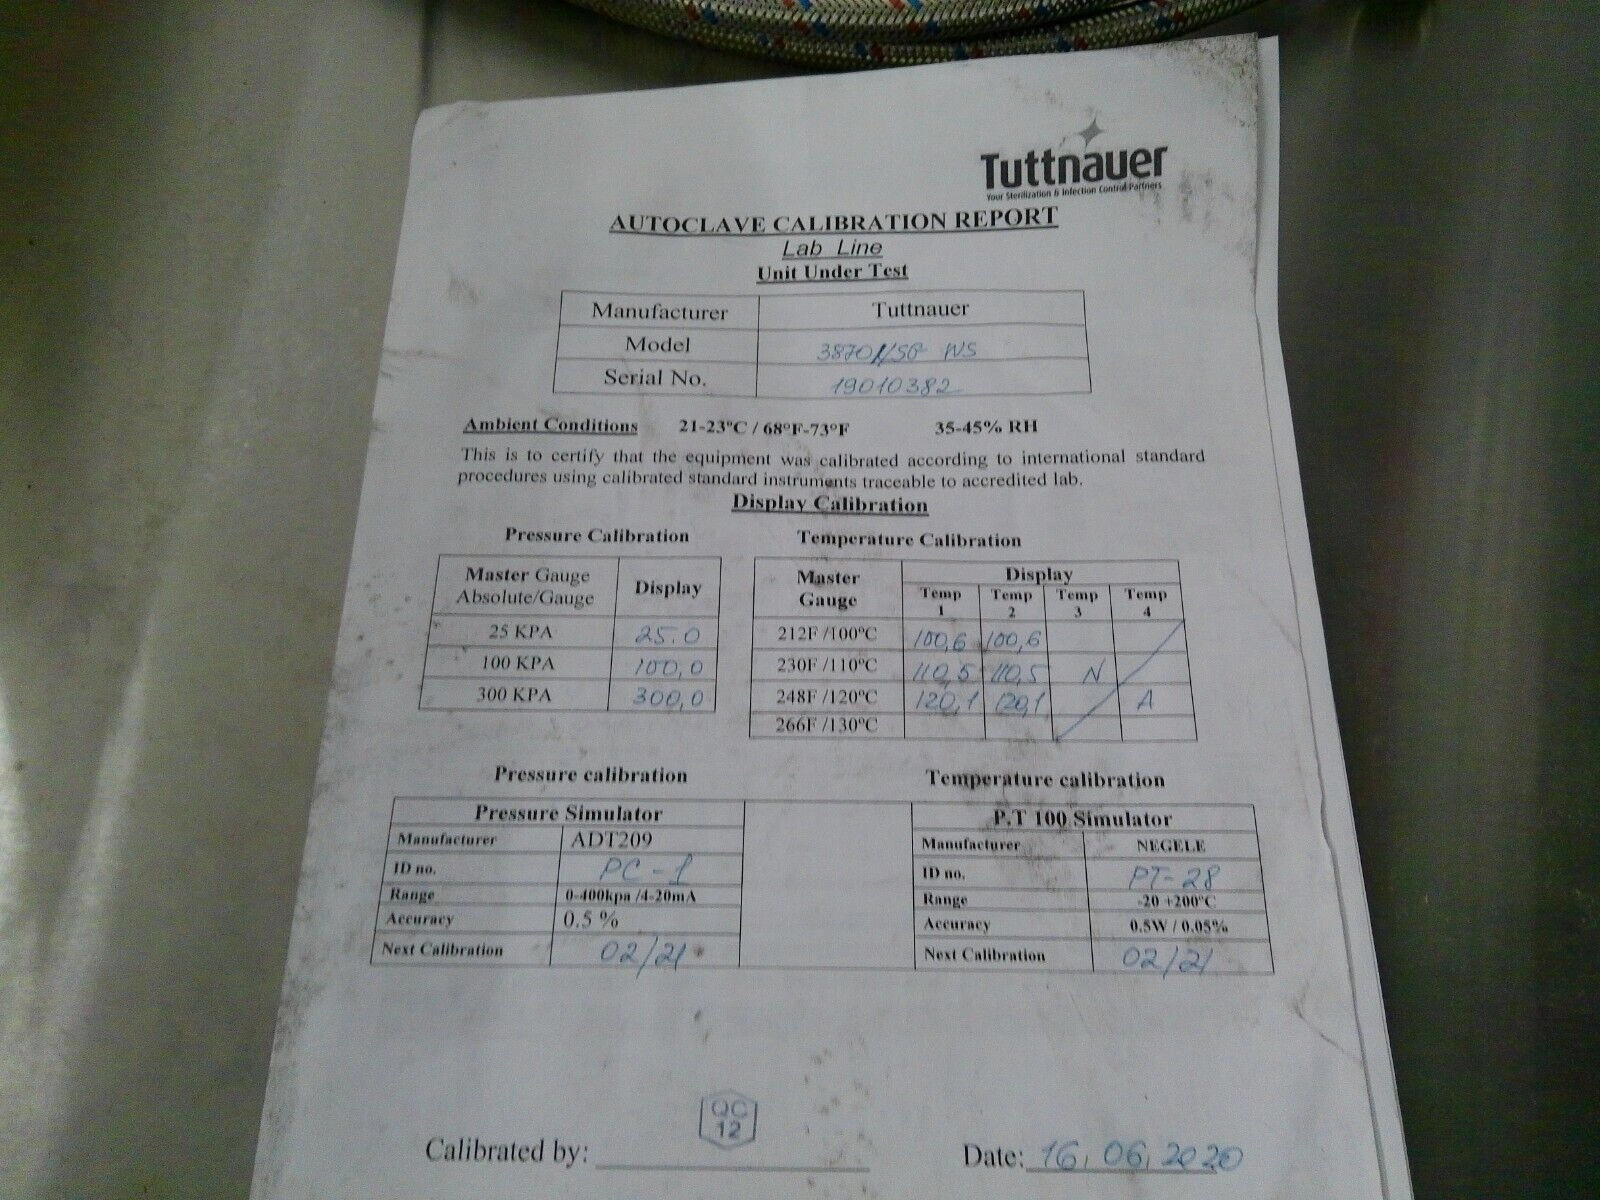 Tuttnauer
Your Sterilization & Infection Control Partners
AUTOCLAVE CALIBRATION REPORT
Lab Line
Unit Under Test
Manufacturer Tuttnauer
Model WS
Serial No. 19010382
Ambient Conditions 21-23ºC / 68ºF-73ºF 35-45% RH
This is to certify that the equipment was calibrated according to international standard
procedures using calibrated standard instruments traceable to accredited lab.
Display Calibration
Pressure Calibration
Master Gauge
Absolute/Gauge
Display
25 KPA 25.0
100 KPA 100,0
300 KPA 300,0
Temperature Calibration
Master
Gauge
Display
Temp
1
Temp
2
Temp
3
Temp
4
212F /100ºC 100,6 100,6
230F /110ºC 110,5 110,5 N
248F /120ºC 120,1 120,1 A
266F /130ºC
Pressure calibration
Pressure Simulator
Manufacturer ADT209
ID no. PC-1
Range 0-400kpa /4-20mA
Accuracy 0.5 %
Next Calibration 02/21
Temperature calibration
P.T 100 Simulator
Manufacturer NEGELE
ID no. PT-28
Range -20 +200ºC
Accuracy 0.5W / 0.05%
Next Calibration 02/21
QC
12
Calibrated by:
Date: 16.06.2020